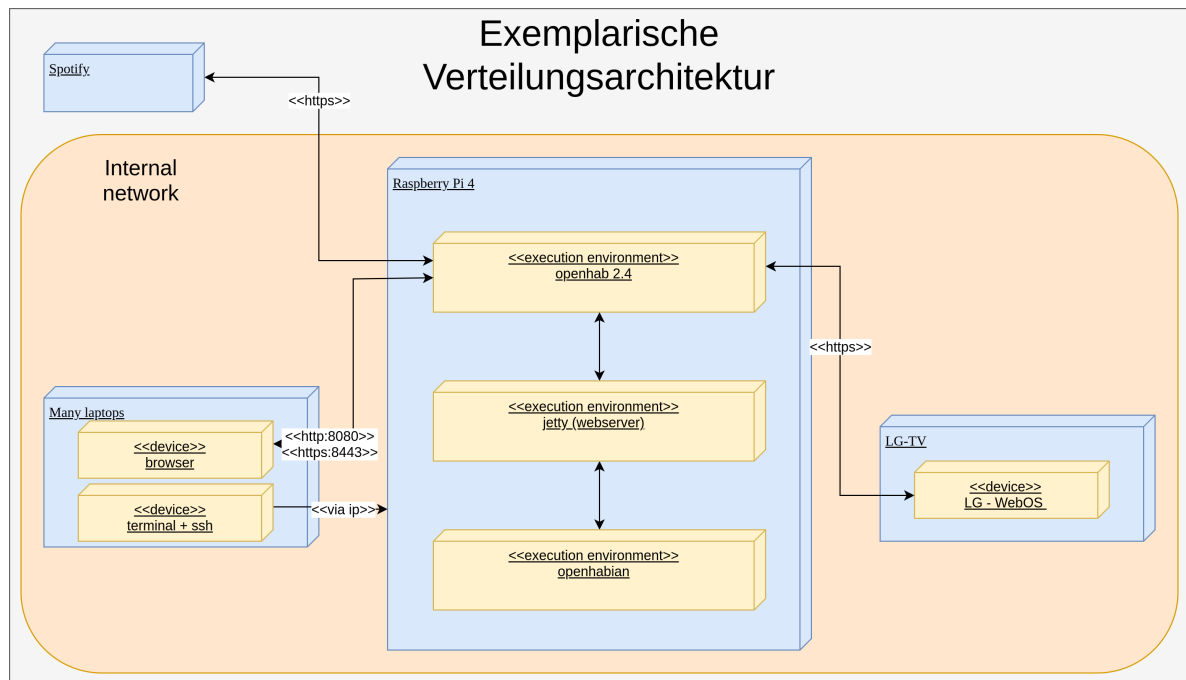 Exemplarische
Verteilungsarchitektur
Spotify
<<https>>
Internal
network
Raspberry Pi 4
<<execution environment>>
openhab 2.4
<<https>>
<<execution environment>>
jetty (webserver)
Many laptops
<<device>>
browser
<<http:8080>>
<<https:8443>>
<<device>>
terminal + ssh
<<via ip>>
LG-TV
<<device>>
LG - WebOS
<<execution environment>>
openhabian